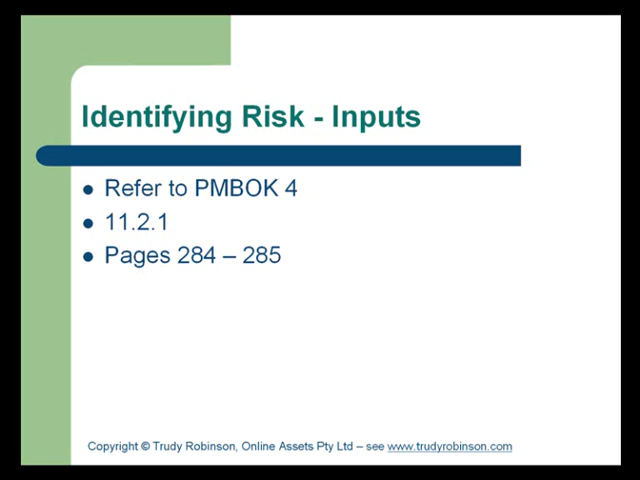 Identifying Risk - Inputs
● Refer to PMBOK 4
● 11.2.1
● Pages 284 – 285
Copyright © Trudy Robinson, Online Assets Pty Ltd – see www.trudyrobinson.com